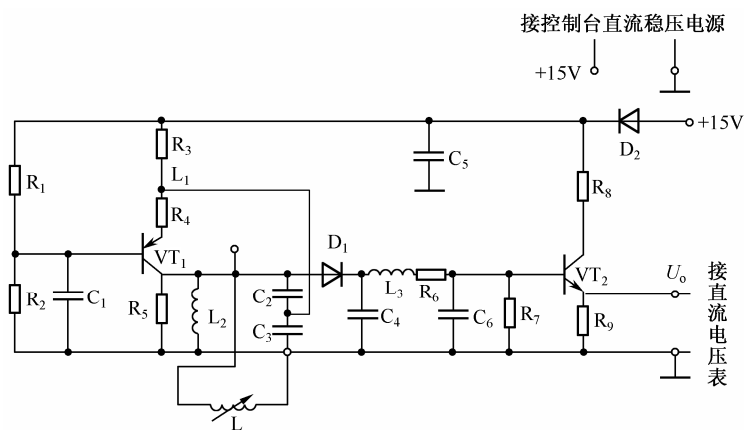 接控制台直流稳压电源
+15V
+15V
D₂
R₃
L₁
R₄
R₁
C₅
R₈
VT₁
D₁
VT₂
Uₒ
接直流电压表
R₂
C₁
R₅
L₂
C₂
C₃
L₃
R₆
C₄
C₆
R₇
R₉
L